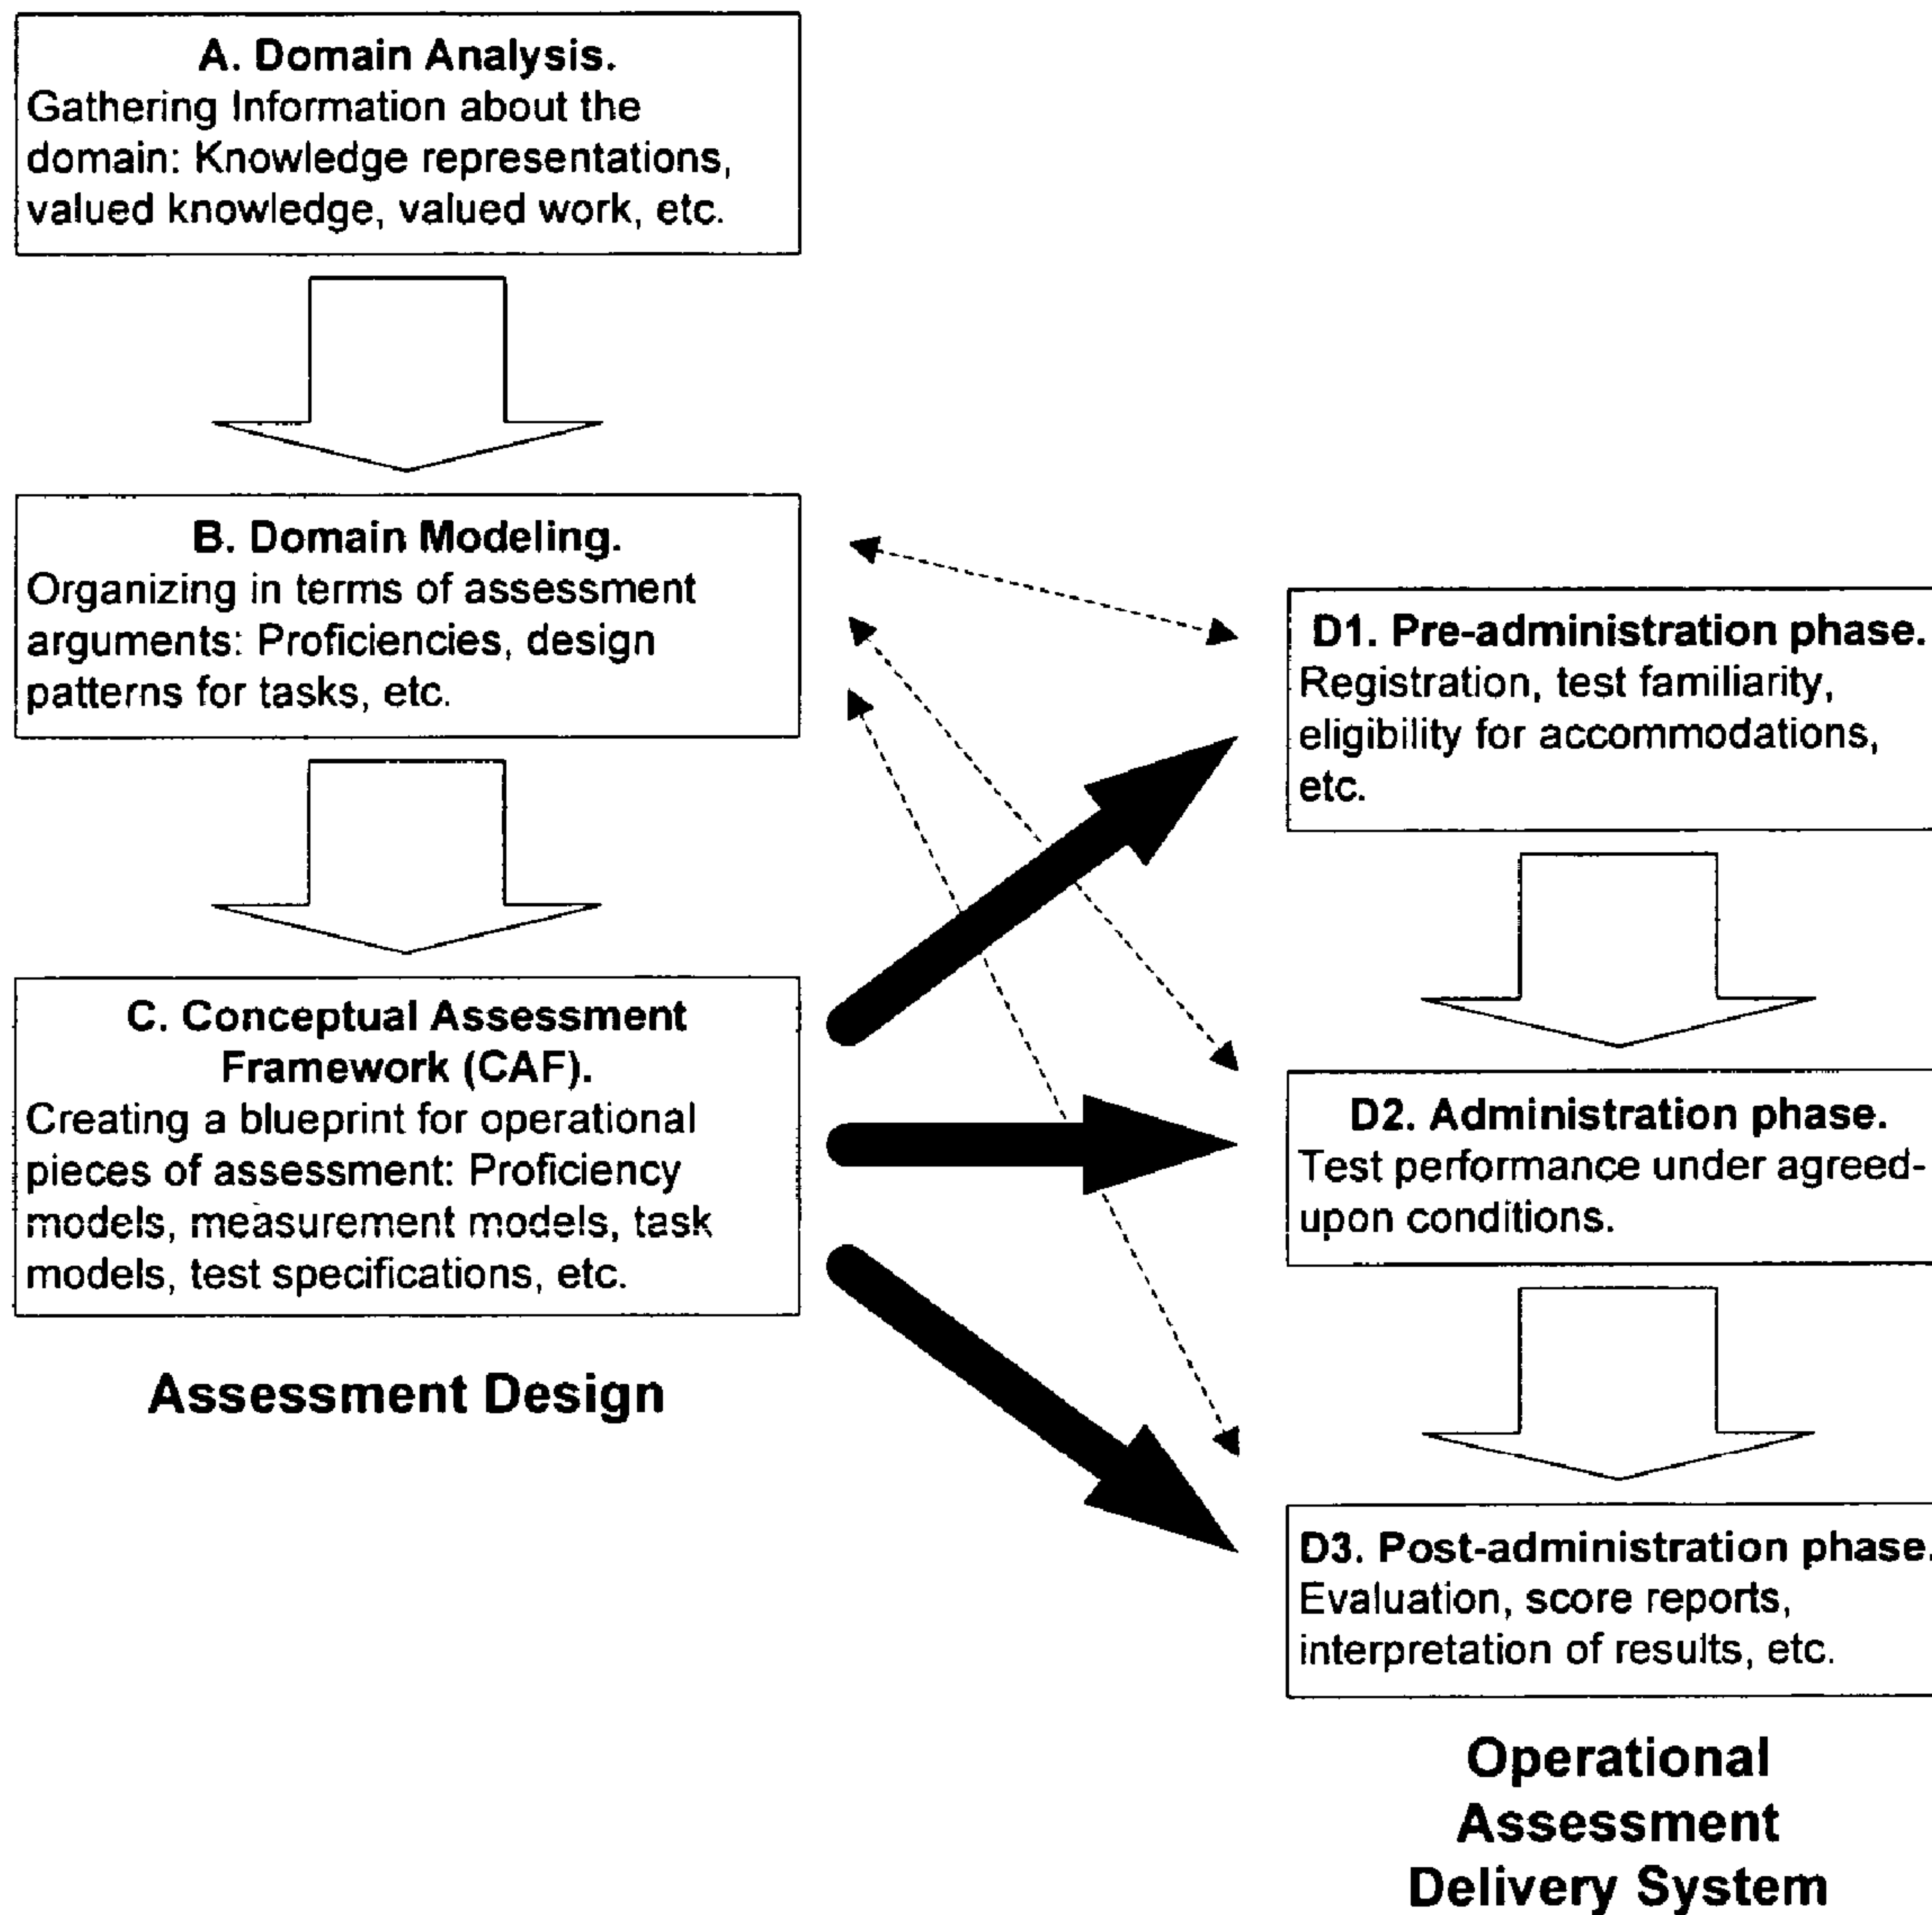 A. Domain Analysis.
Gathering Information about the
domain: Knowledge representations,
valued knowledge, valued work, etc.
B. Domain Modeling.
Organizing in terms of assessment
arguments: Proficiencies, design
patterns for tasks, etc.
C. Conceptual Assessment
Framework (CAF).
Creating a blueprint for operational
pieces of assessment: Proficiency
models, measurement models, task
models, test specifications, etc.
Assessment Design
D1. Pre-administration phase.
Registration, test familiarity,
eligibility for accommodations,
etc.
D2. Administration phase.
Test performance under agreed-
upon conditions.
D3. Post-administration phase.
Evaluation, score reports,
interpretation of results, etc.
Operational
Assessment
Delivery System